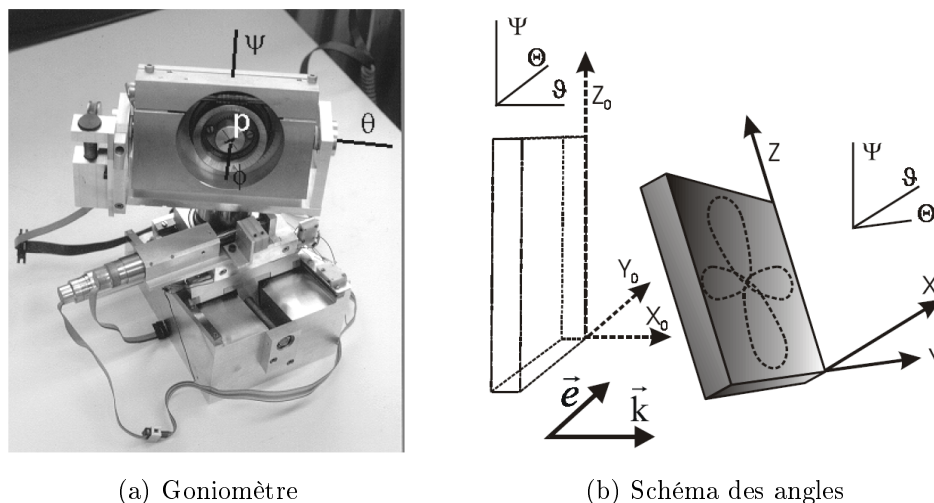 Ψ
θ
p
ϕ
Ψ
Θ
ϑ
Z₀
Y₀
X₀
e⃗
k⃗
Z
Ψ
ϑ
Θ
X
Y
(a) Goniomètre
(b) Schéma des angles